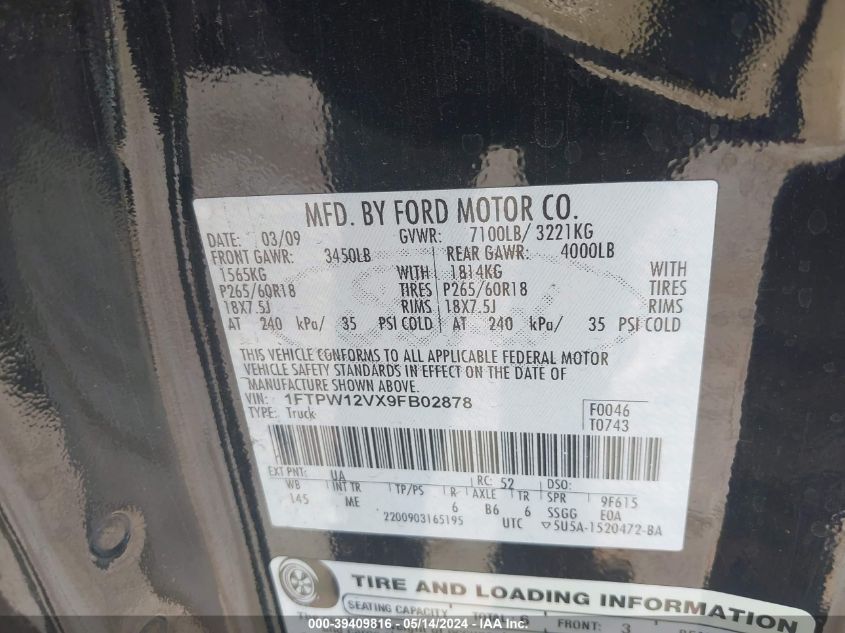 MFD. BY FORD MOTOR CO.
DATE: 03/09 GVWR: 7100LB/ 3221KG
FRONT GAWR: 3450LB REAR GAWR: 4000LB
1565KG WITH 1814KG WITH
P265/60R18 TIRES P265/60R18 TIRES
18X7.5J RIMS 18X7.5J RIMS
AT 240 kPa/ 35 PSI COLD AT 240 kPa/ 35 PSI COLD
THIS VEHICLE CONFORMS TO ALL APPLICABLE FEDERAL MOTOR
VEHICLE SAFETY STANDARDS IN EFFECT ON THE DATE OF
MANUFACTURE SHOWN ABOVE.
VIN: 1FTPW12VX9FB02878 F0046
TYPE: Truck T0743
EXT PNT: UA RC: 52 DSO:
WB INT TR TP/PS R AXLE TR SPR 9F615
145 ME 6 B6 6 SSGG E0A
2200903165195 UTC ▽5U5A-1520472-BA
TIRE AND LOADING INFORMATION
SEATING CAPACITY TOTAL FRONT: 3
000-39409816 - 05/14/2024 - IAA Inc.